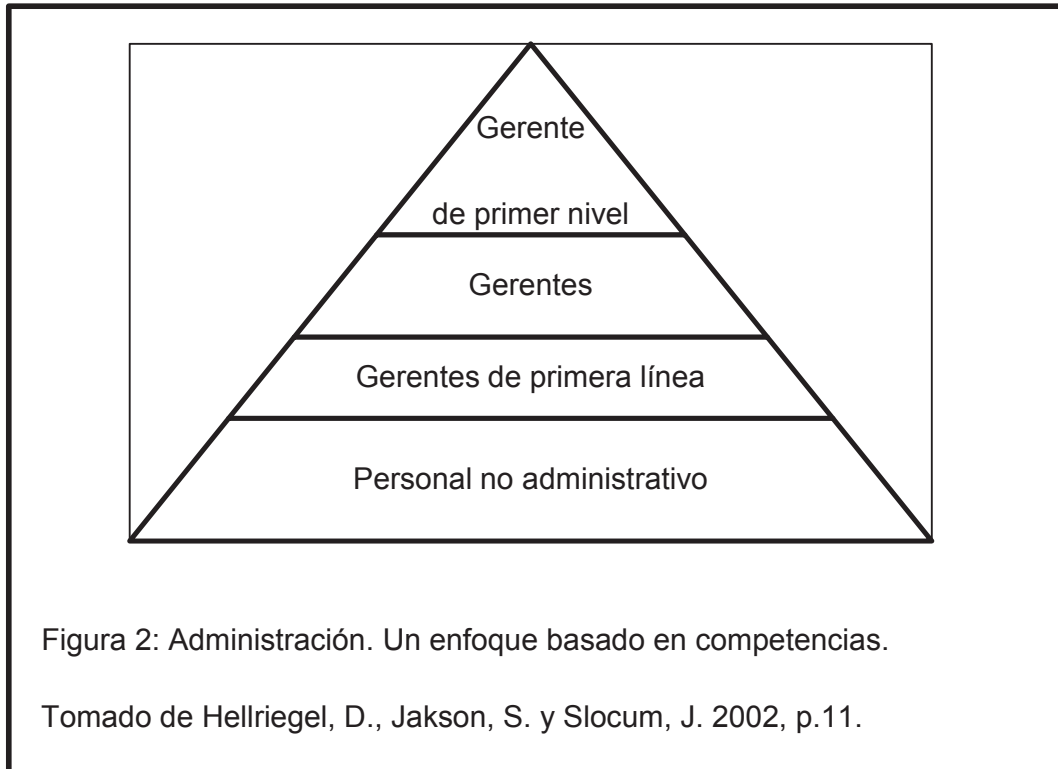 Gerente
de primer nivel
Gerentes
Gerentes de primera línea
Personal no administrativo
Figura 2: Administración. Un enfoque basado en competencias.
Tomado de Hellriegel, D., Jakson, S. y Slocum, J. 2002, p.11.